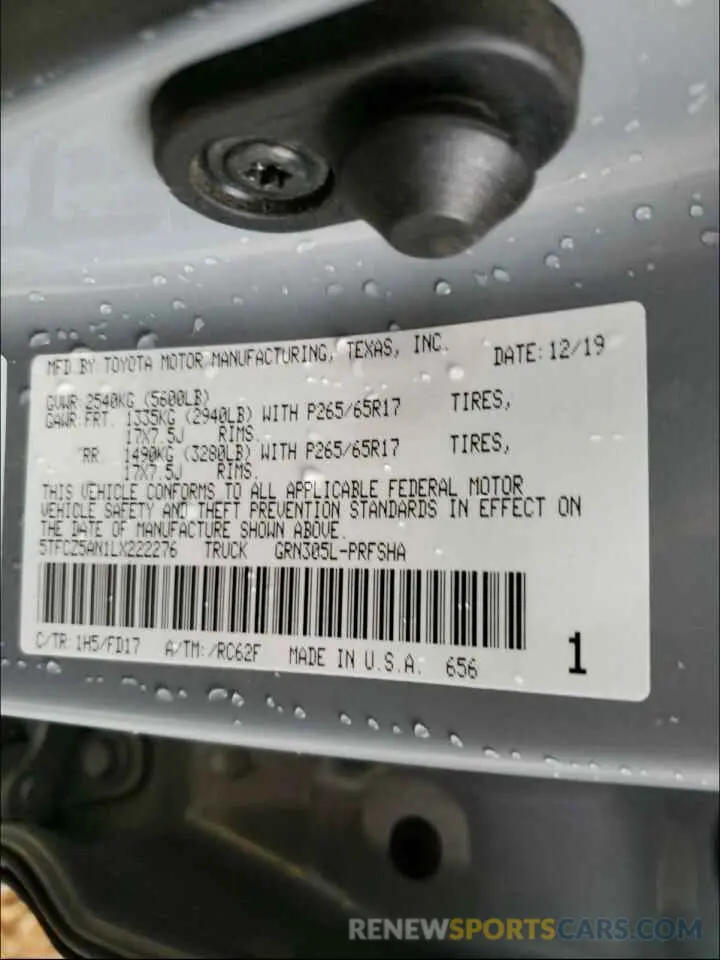 MFD BY TOYOTA MOTOR MANUFACTURING, TEXAS, INC. DATE:12/19
GVWR 2540KG (5600LB)
GAWR:FRT. 1335KG (2940LB) WITH P265/65R17 TIRES,
17X7.5J RIMS.
RR. 1490KG (3280LB) WITH P265/65R17 TIRES,
17X7.5J RIMS.
THIS VEHICLE CONFORMS TO ALL APPLICABLE FEDERAL MOTOR
VEHICLE SAFETY AND THEFT PREVENTION STANDARDS IN EFFECT ON
THE DATE OF MANUFACTURE SHOWN ABOVE.
5TFCZ5AN1LX222276 TRUCK GRN305L-PRFSHA
C/TR:1H5/FD17 A/TM:/RC62F MADE IN U.S.A. 656 1
RENEWSPORTSCARS.COM